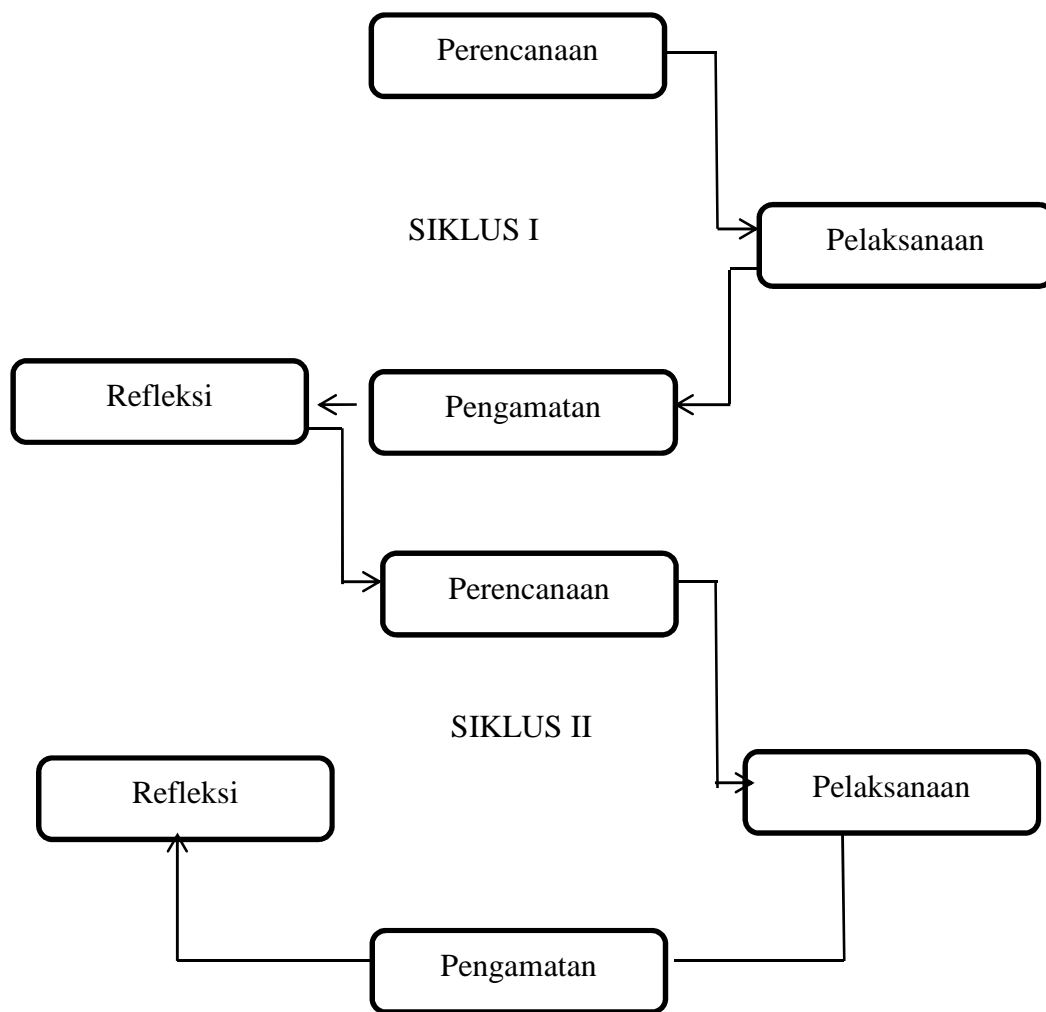 Perencanaan
SIKLUS I
Pelaksanaan
Refleksi
Pengamatan
Perencanaan
SIKLUS II
Refleksi
Pelaksanaan
Pengamatan